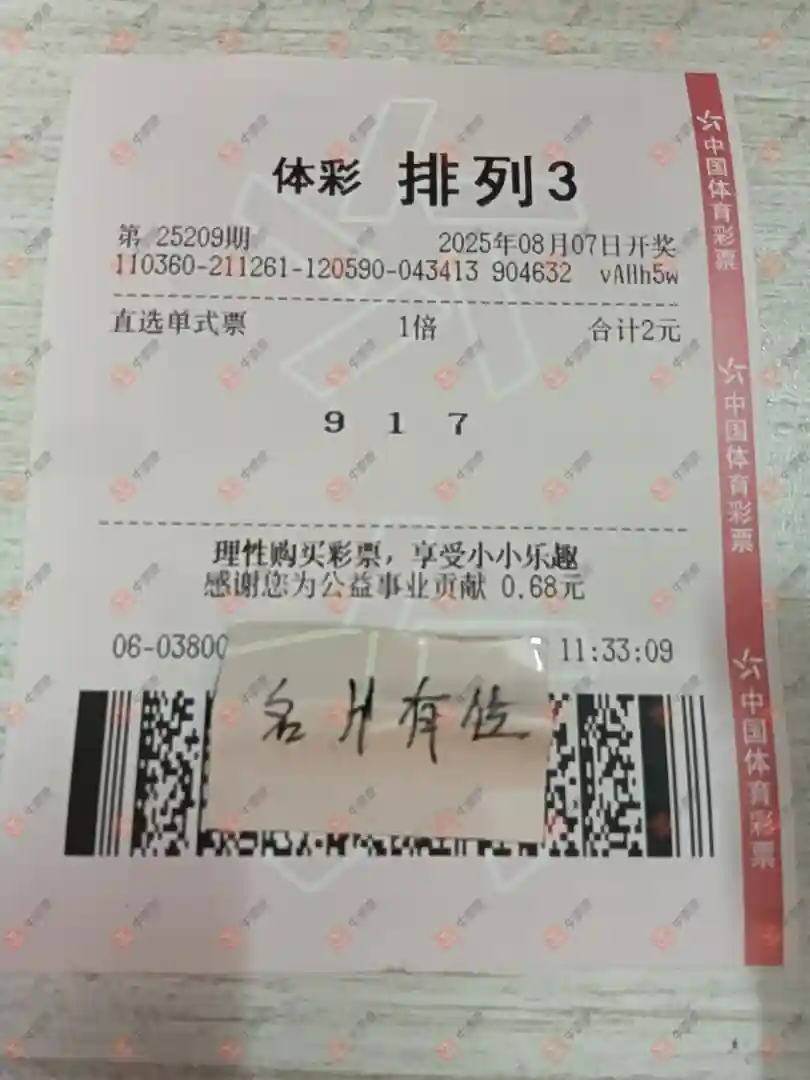 体彩 排列3
第 25209期 2025年08月07日开奖
110360-211261-120590-043413 904632 vAHh5w
直选单式票 1倍 合计2元
9 1 7
理性购买彩票，享受小小乐趣
感谢您为公益事业贡献 0.68元
06-03800 11:33:09
名片有位
中国体育彩票
中国体育彩票
中国体育彩票